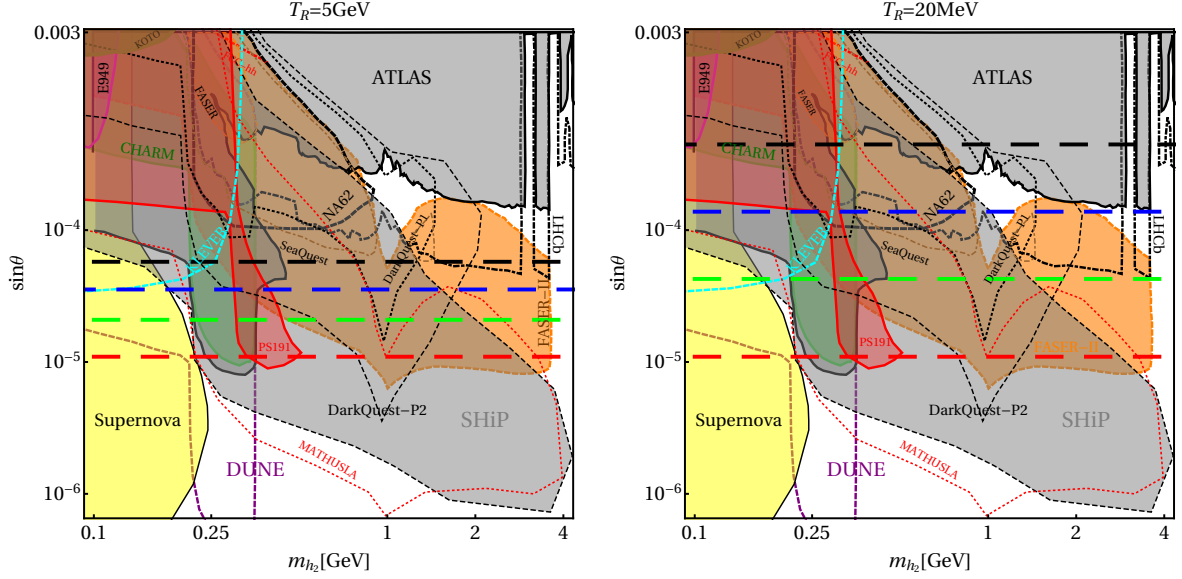 T_R=5GeV
0.003
10^-4
10^-5
10^-6
sinθ
KOTO
E949
hh
ATLAS
FASER
CHARM
NA62
KLEVER
SeaQuest
DarkQuest-P1
LHCb
FASER-II
PS191
Supernova
DarkQuest-P2
SHiP
DUNE
MATHUSLA
0.1
0.25
1
2
4
m_h2[GeV]
T_R=20MeV
0.003
10^-4
10^-5
10^-6
sinθ
KOTO
E949
hh
ATLAS
FASER
CHARM
NA62
KLEVER
SeaQuest
DarkQuest-P1
LHCb
PS191
FASER-II
Supernova
DarkQuest-P2
SHiP
DUNE
MATHUSLA
0.1
0.25
1
2
4
m_h2[GeV]